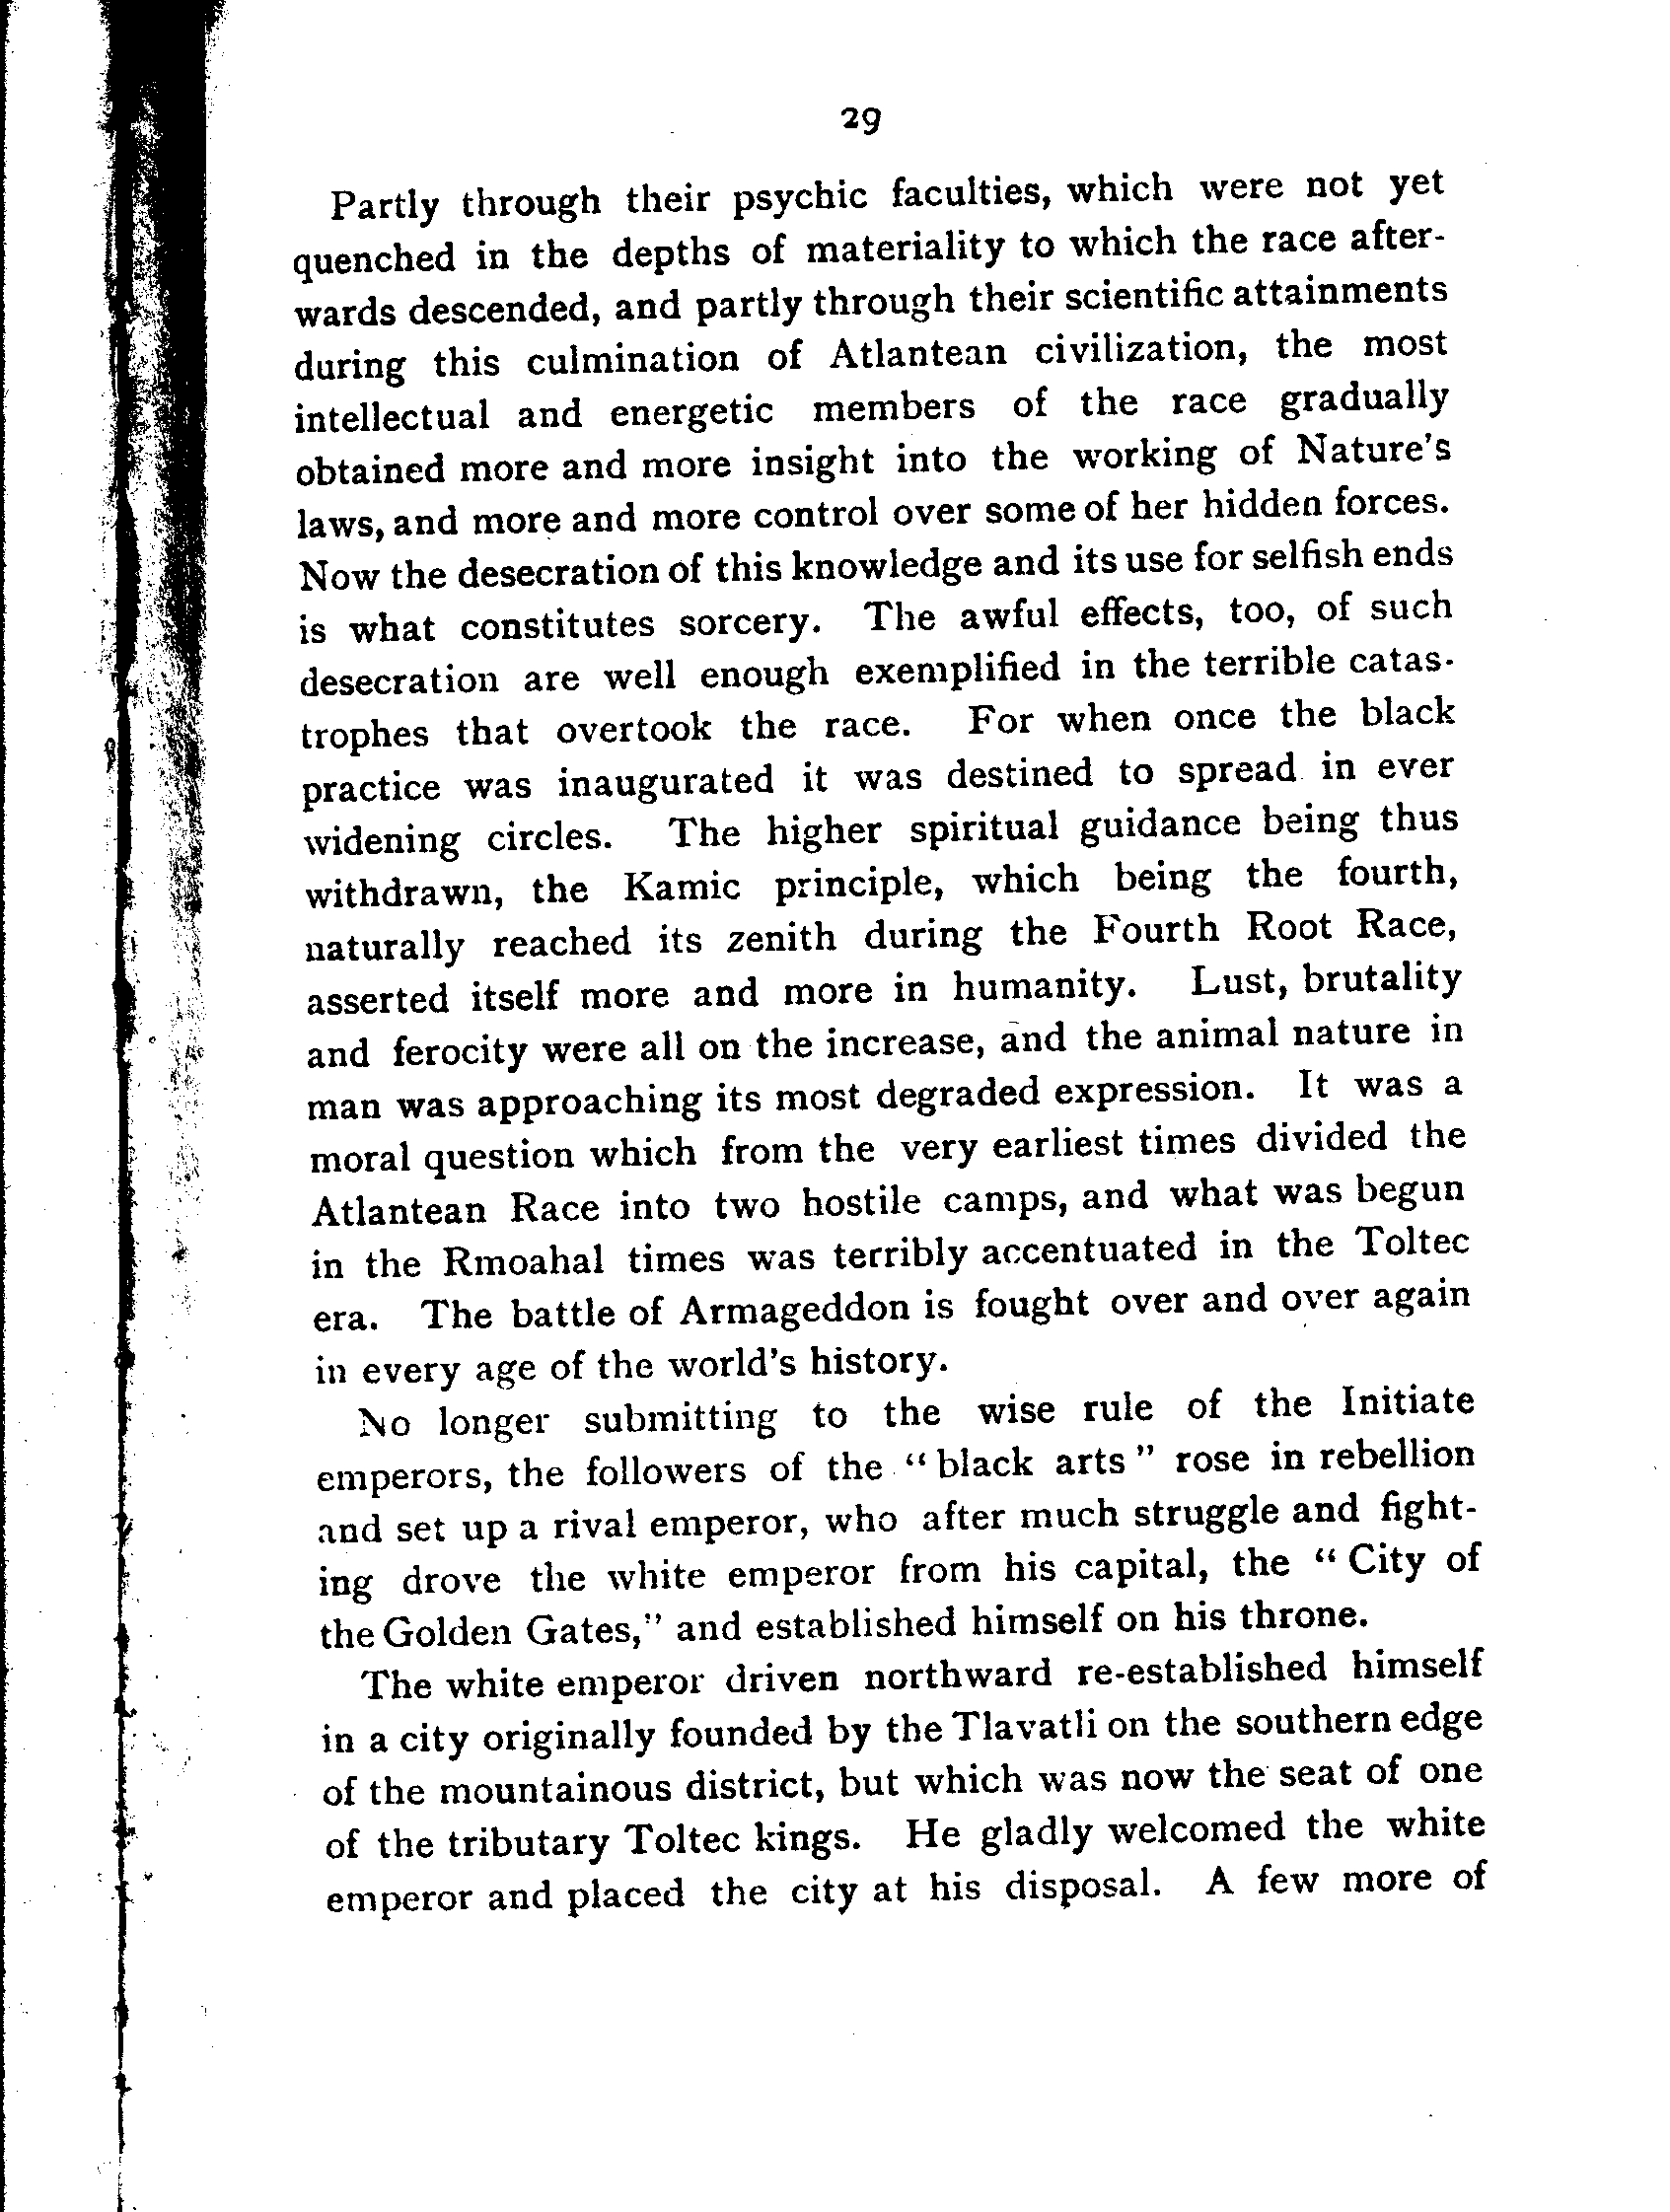 29
Partly through their psychic faculties, which were not yet
quenched in the depths of materiality to which the race after-
wards descended, and partly through their scientific attainments
during this culmination of Atlantean civilization, the most
intellectual and energetic members of the race gradually
obtained more and more insight into the working of Nature's
laws, and more and more control over some of her hidden forces.
Now the desecration of this knowledge and its use for selfish ends
is what constitutes sorcery. The awful effects, too, of such
desecration are well enough exemplified in the terrible catas-
trophes that overtook the race. For when once the black
practice was inaugurated it was destined to spread in ever
widening circles. The higher spiritual guidance being thus
withdrawn, the Kamic principle, which being the fourth,
naturally reached its zenith during the Fourth Root Race,
asserted itself more and more in humanity. Lust, brutality
and ferocity were all on the increase, and the animal nature in
man was approaching its most degraded expression. It was a
moral question which from the very earliest times divided the
Atlantean Race into two hostile camps, and what was begun
in the Rmoahal times was terribly accentuated in the Toltec
era. The battle of Armageddon is fought over and over again
in every age of the world's history.
No longer submitting to the wise rule of the Initiate
emperors, the followers of the "black arts" rose in rebellion
and set up a rival emperor, who after much struggle and fight-
ing drove the white emperor from his capital, the "City of
the Golden Gates," and established himself on his throne.
The white emperor driven northward re-established himself
in a city originally founded by the Tlavatli on the southern edge
of the mountainous district, but which was now the seat of one
of the tributary Toltec kings. He gladly welcomed the white
emperor and placed the city at his disposal. A few more of